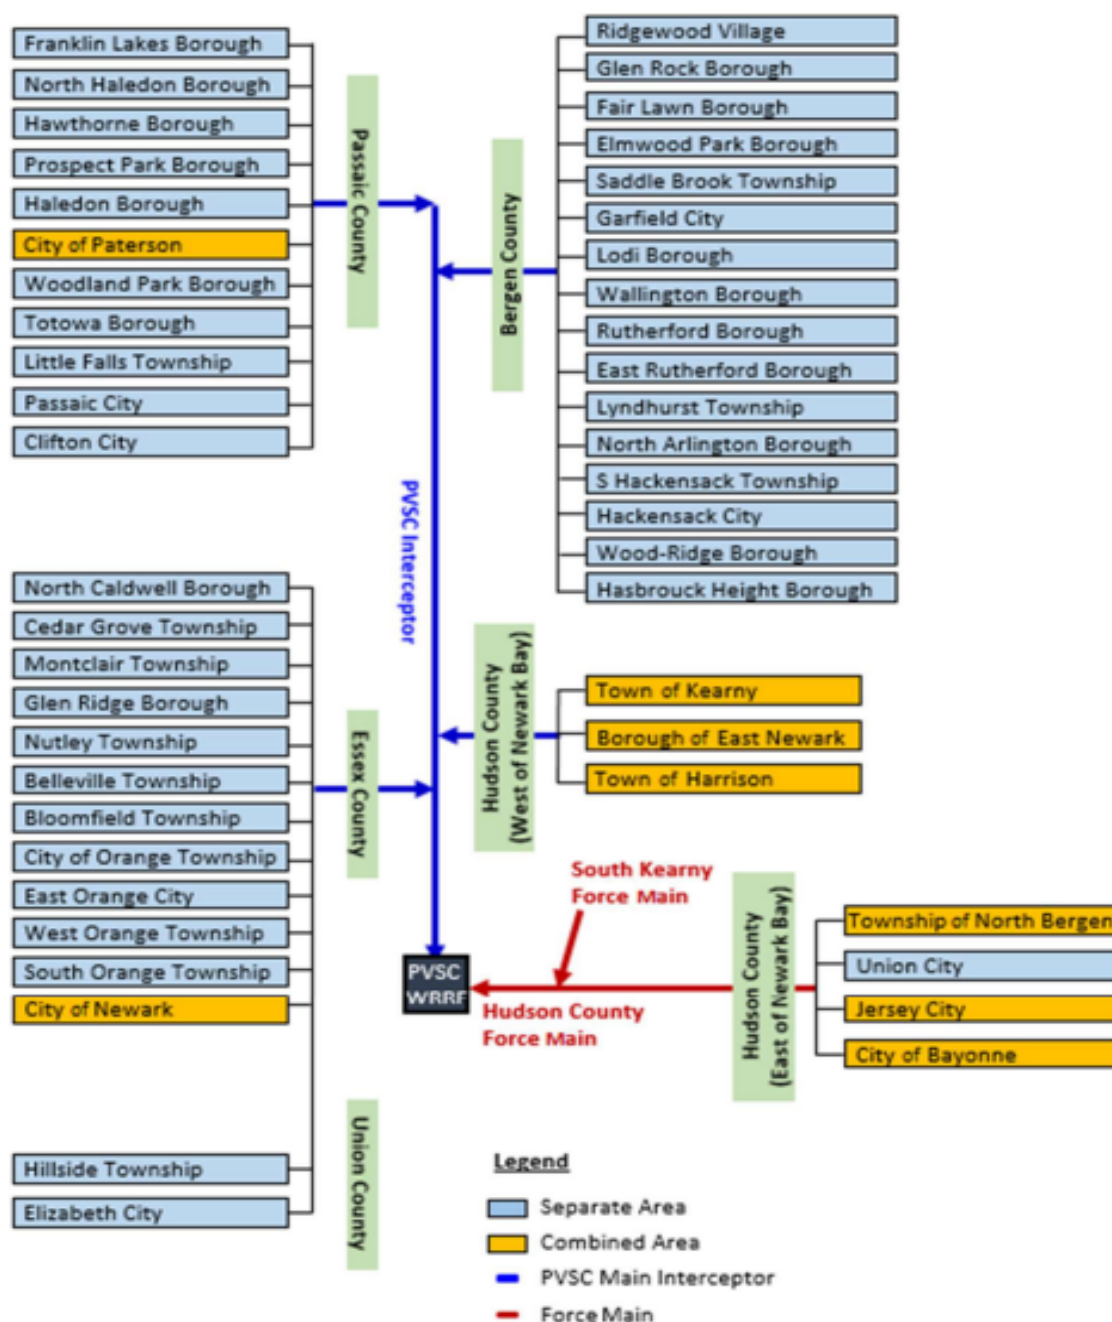 Franklin Lakes Borough
North Haledon Borough
Hawthorne Borough
Prospect Park Borough
Haledon Borough
City of Paterson
Woodland Park Borough
Totowa Borough
Little Falls Township
Passaic City
Clifton City
Passaic County
Ridgewood Village
Glen Rock Borough
Fair Lawn Borough
Elmwood Park Borough
Saddle Brook Township
Garfield City
Lodi Borough
Wallington Borough
Rutherford Borough
East Rutherford Borough
Lyndhurst Township
North Arlington Borough
S Hackensack Township
Hackensack City
Wood-Ridge Borough
Hasbrouck Height Borough
Bergen County
PVSC Interceptor
North Caldwell Borough
Cedar Grove Township
Montclair Township
Glen Ridge Borough
Nutley Township
Belleville Township
Bloomfield Township
City of Orange Township
East Orange City
West Orange Township
South Orange Township
City of Newark
Essex County
Hudson County
(West of Newark Bay)
Town of Kearny
Borough of East Newark
Town of Harrison
South Kearny
Force Main
PVSC
WRRF
Hudson County
Force Main
Hudson County
(East of Newark Bay)
Township of North Bergen
Union City
Jersey City
City of Bayonne
Hillside Township
Elizabeth City
Union County
Legend
Separate Area
Combined Area
PVSC Main Interceptor
Force Main